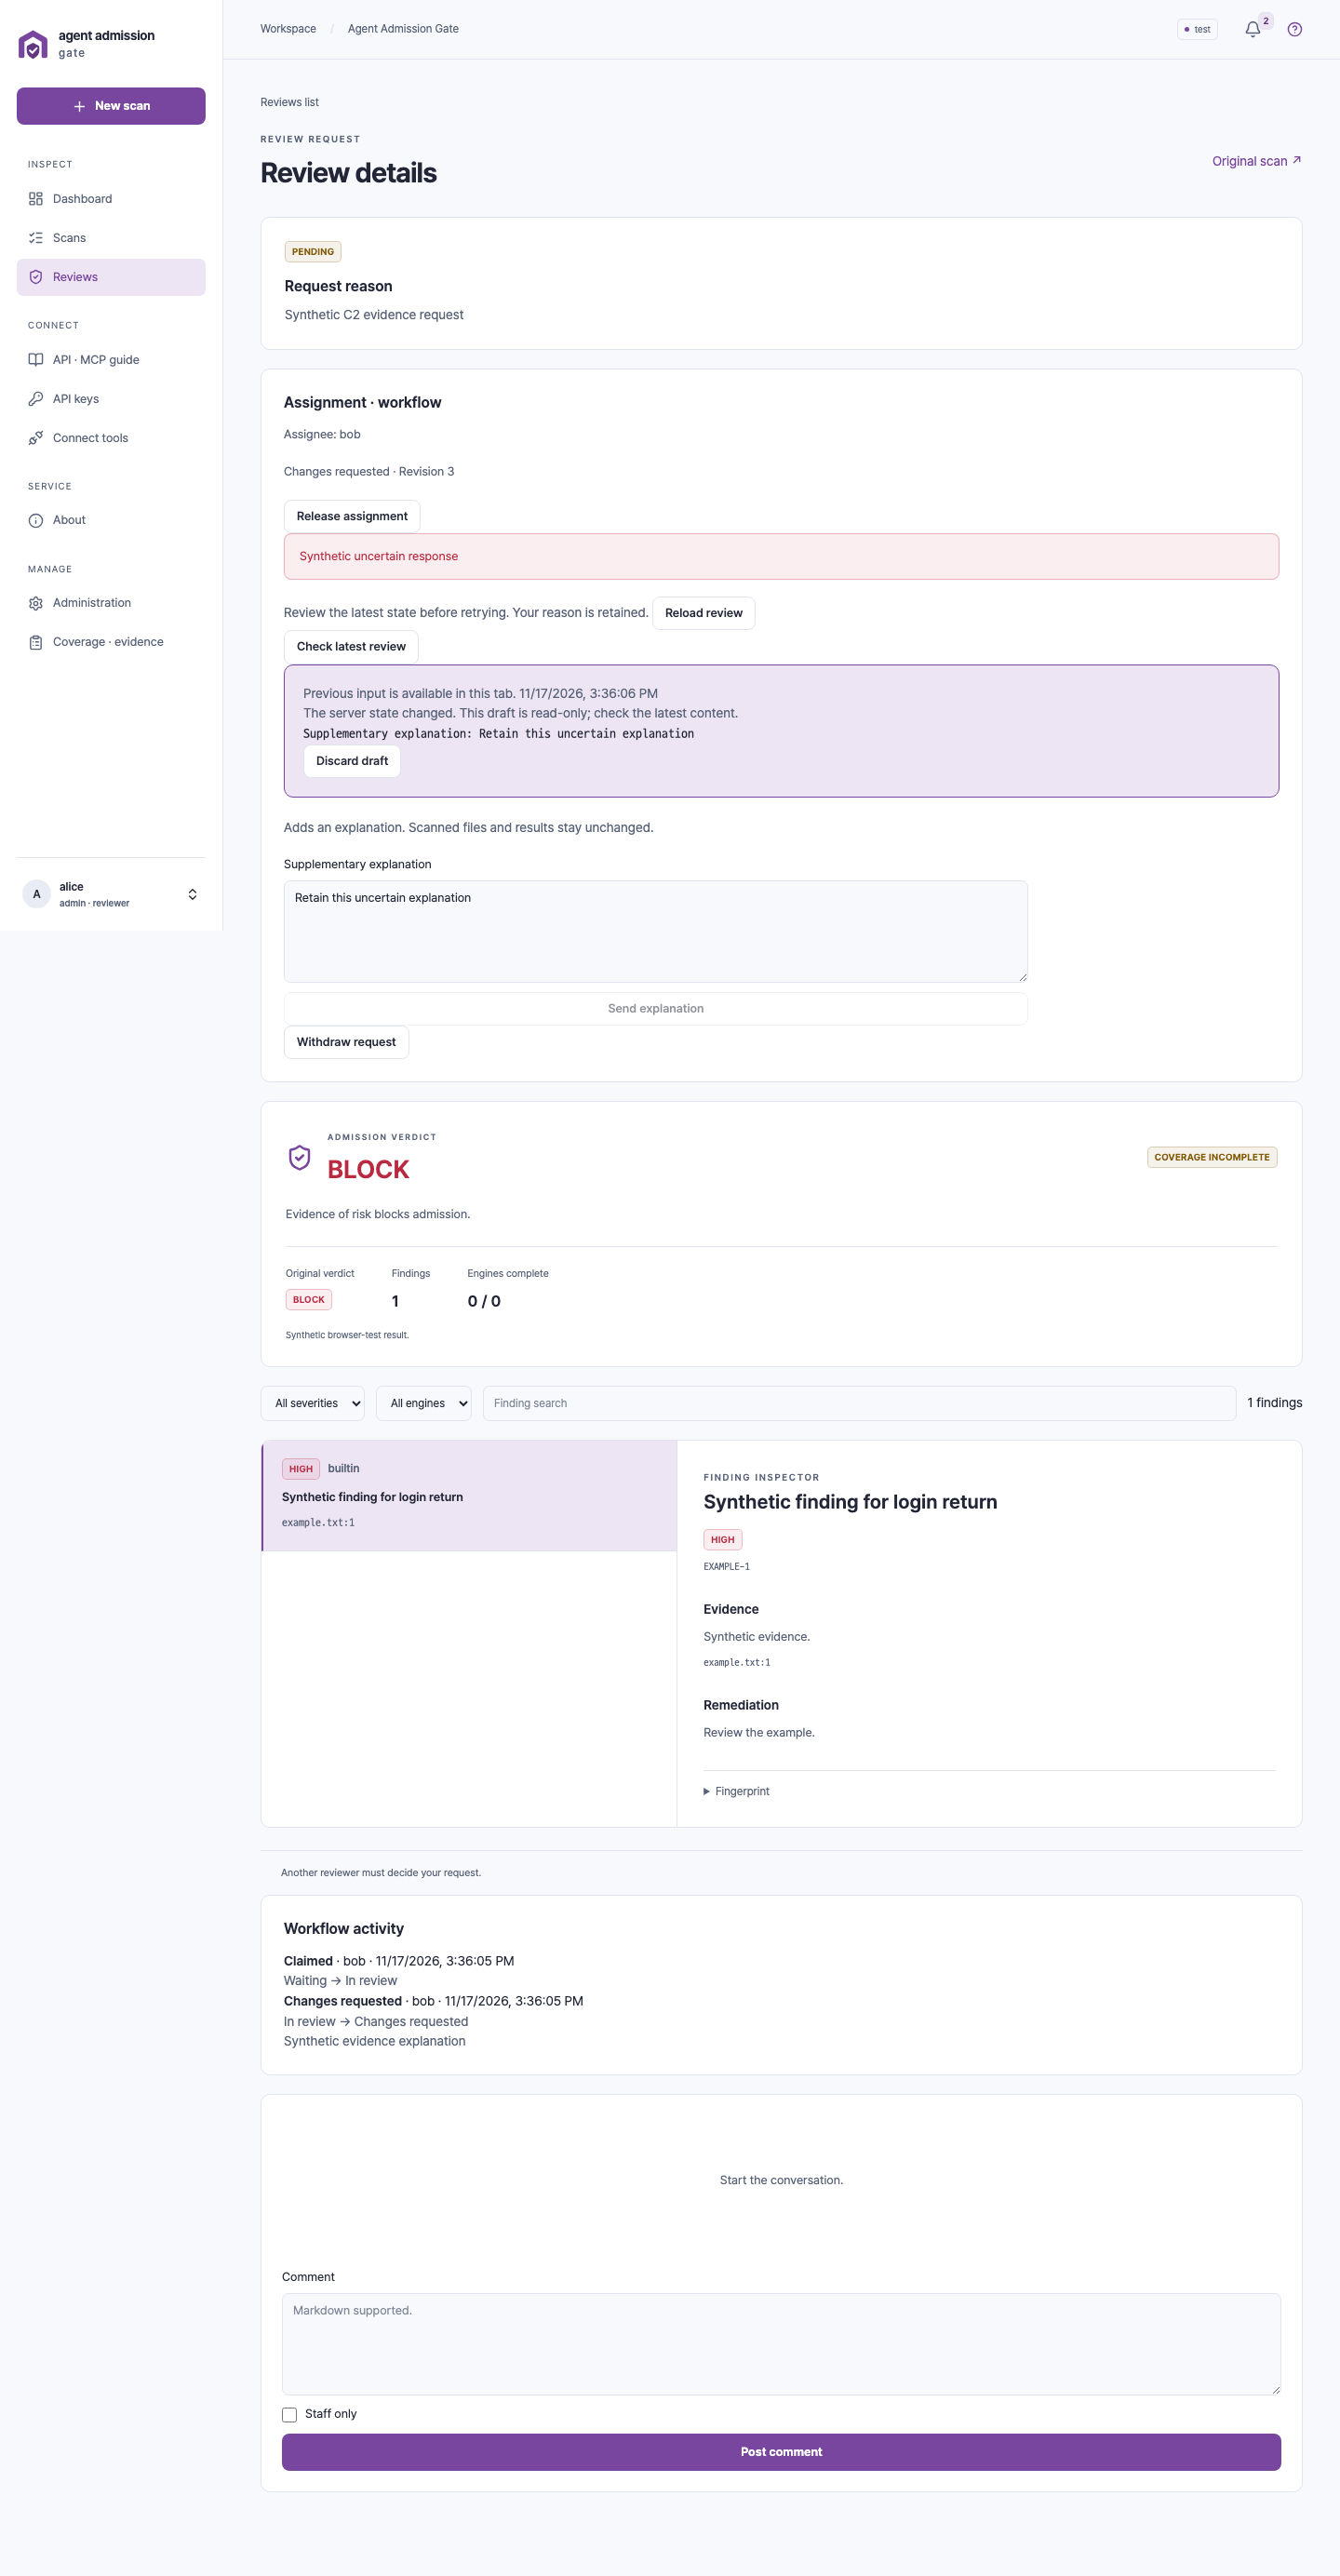 agent admission
gate
New scan
INSPECT
Dashboard
Scans
Reviews
CONNECT
API · MCP guide
API keys
Connect tools
SERVICE
About
MANAGE
Administration
Coverage · evidence
A
alice
admin · reviewer
Workspace / Agent Admission Gate
test
2
Reviews list
REVIEW REQUEST
Review details
Original scan ↗
PENDING
Request reason
Synthetic C2 evidence request
Assignment · workflow
Assignee: bob
Changes requested · Revision 3
Release assignment
Synthetic uncertain response
Review the latest state before retrying. Your reason is retained. Reload review
Check latest review
Previous input is available in this tab. 11/17/2026, 3:36:06 PM
The server state changed. This draft is read-only; check the latest content.
Supplementary explanation: Retain this uncertain explanation
Discard draft
Adds an explanation. Scanned files and results stay unchanged.
Supplementary explanation
Retain this uncertain explanation
Send explanation
Withdraw request
ADMISSION VERDICT
BLOCK
COVERAGE INCOMPLETE
Evidence of risk blocks admission.
Original verdict Findings Engines complete
BLOCK 1 0 / 0
Synthetic browser-test result.
All severities All engines Finding search 1 findings
HIGH builtin
Synthetic finding for login return
example.txt:1
FINDING INSPECTOR
Synthetic finding for login return
HIGH
EXAMPLE-1
Evidence
Synthetic evidence.
example.txt:1
Remediation
Review the example.
Fingerprint
Another reviewer must decide your request.
Workflow activity
Claimed · bob · 11/17/2026, 3:36:05 PM
Waiting → In review
Changes requested · bob · 11/17/2026, 3:36:05 PM
In review → Changes requested
Synthetic evidence explanation
Start the conversation.
Comment
Markdown supported.
Staff only
Post comment